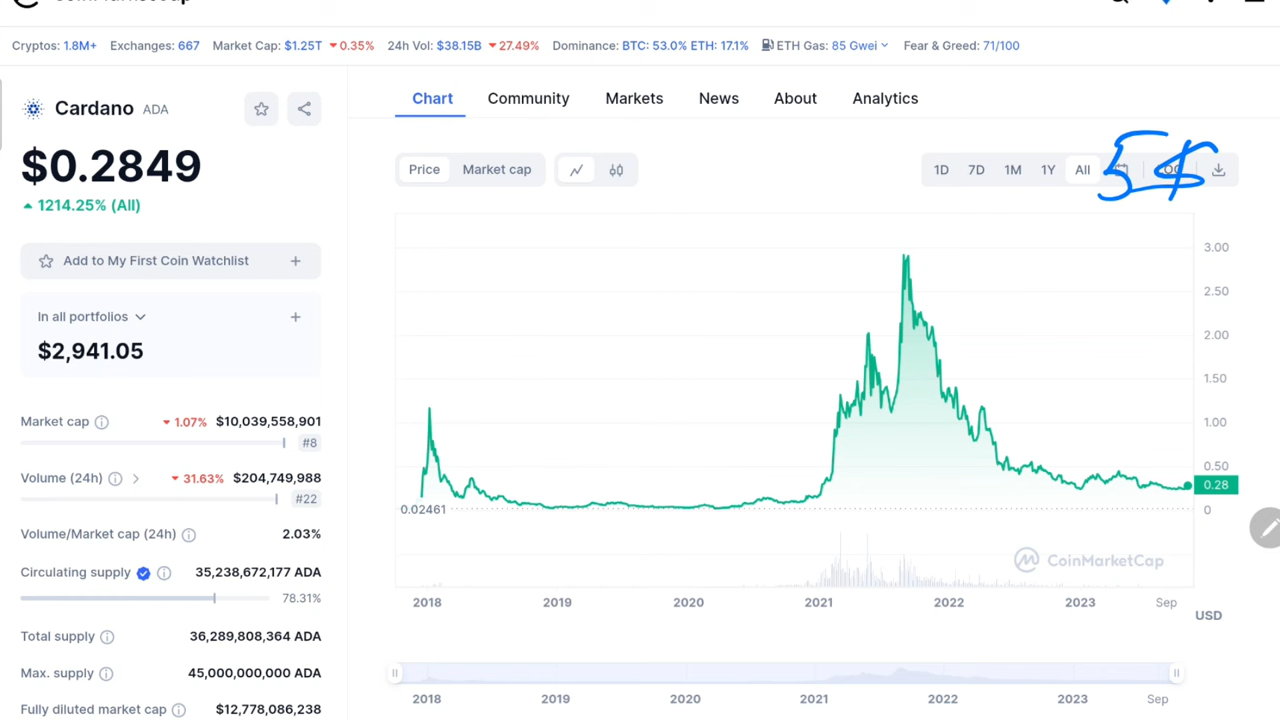 CoinMarketCap
Cryptos: 1.8M+ Exchanges: 667 Market Cap: $1.25T 0.35% 24h Vol: $38.15B 27.49% Dominance: BTC: 53.0% ETH: 17.1% ETH Gas: 85 Gwei Fear & Greed: 71/100
Cardano ADA
$0.2849
1214.25% (All)
Add to My First Coin Watchlist +
In all portfolios +
$2,941.05
Market cap 1.07% $10,039,558,901
#8
Volume (24h) 31.63% $204,749,988
#22
Volume/Market cap (24h) 2.03%
Circulating supply 35,238,672,177 ADA
78.31%
Total supply 36,289,808,364 ADA
Max. supply 45,000,000,000 ADA
Fully diluted market cap $12,778,086,238
Chart Community Markets News About Analytics
Price Market cap
1D 7D 1M 1Y All
5$
3.00
2.50
2.00
1.50
1.00
0.50
0.28
0
0.02461
CoinMarketCap
2018 2019 2020 2021 2022 2023 Sep
USD
2018 2019 2020 2021 2022 2023 Sep